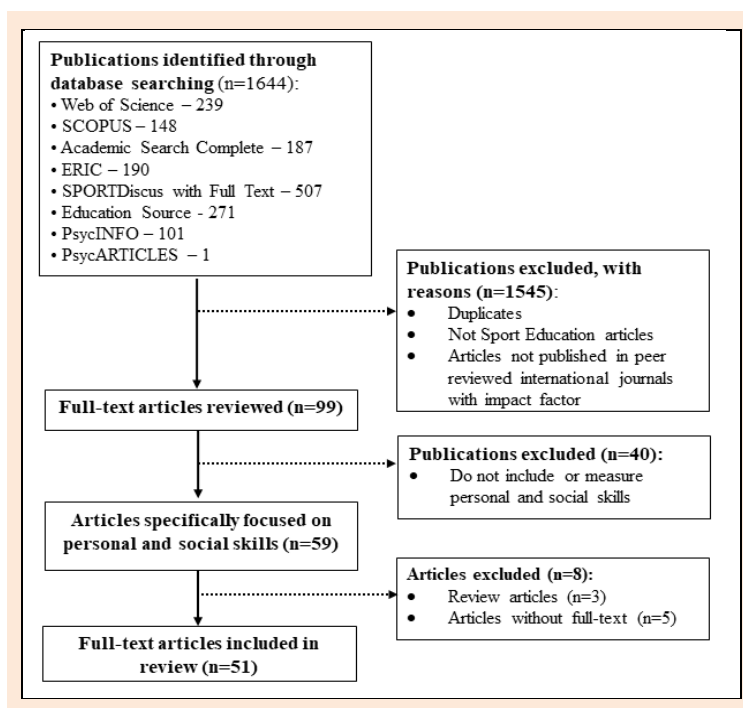 Publications identified through
database searching (n=1644):
• Web of Science – 239
• SCOPUS – 148
• Academic Search Complete – 187
• ERIC – 190
• SPORTDiscus with Full Text – 507
• Education Source - 271
• PsycINFO – 101
• PsycARTICLES – 1
Publications excluded, with
reasons (n=1545):
• Duplicates
• Not Sport Education articles
• Articles not published in peer
reviewed international journals
with impact factor
Full-text articles reviewed (n=99)
Publications excluded (n=40):
• Do not include or measure
personal and social skills
Articles specifically focused on
personal and social skills (n=59)
Articles excluded (n=8):
• Review articles (n=3)
• Articles without full-text (n=5)
Full-text articles included in
review (n=51)